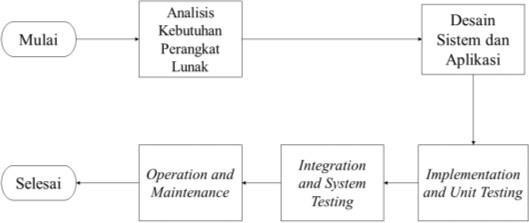 Mulai
Analisis
Kebutuhan
Perangkat
Lunak
Desain
Sistem dan
Aplikasi
Implementation
and Unit Testing
Integration
and System
Testing
Operation and
Maintenance
Selesai